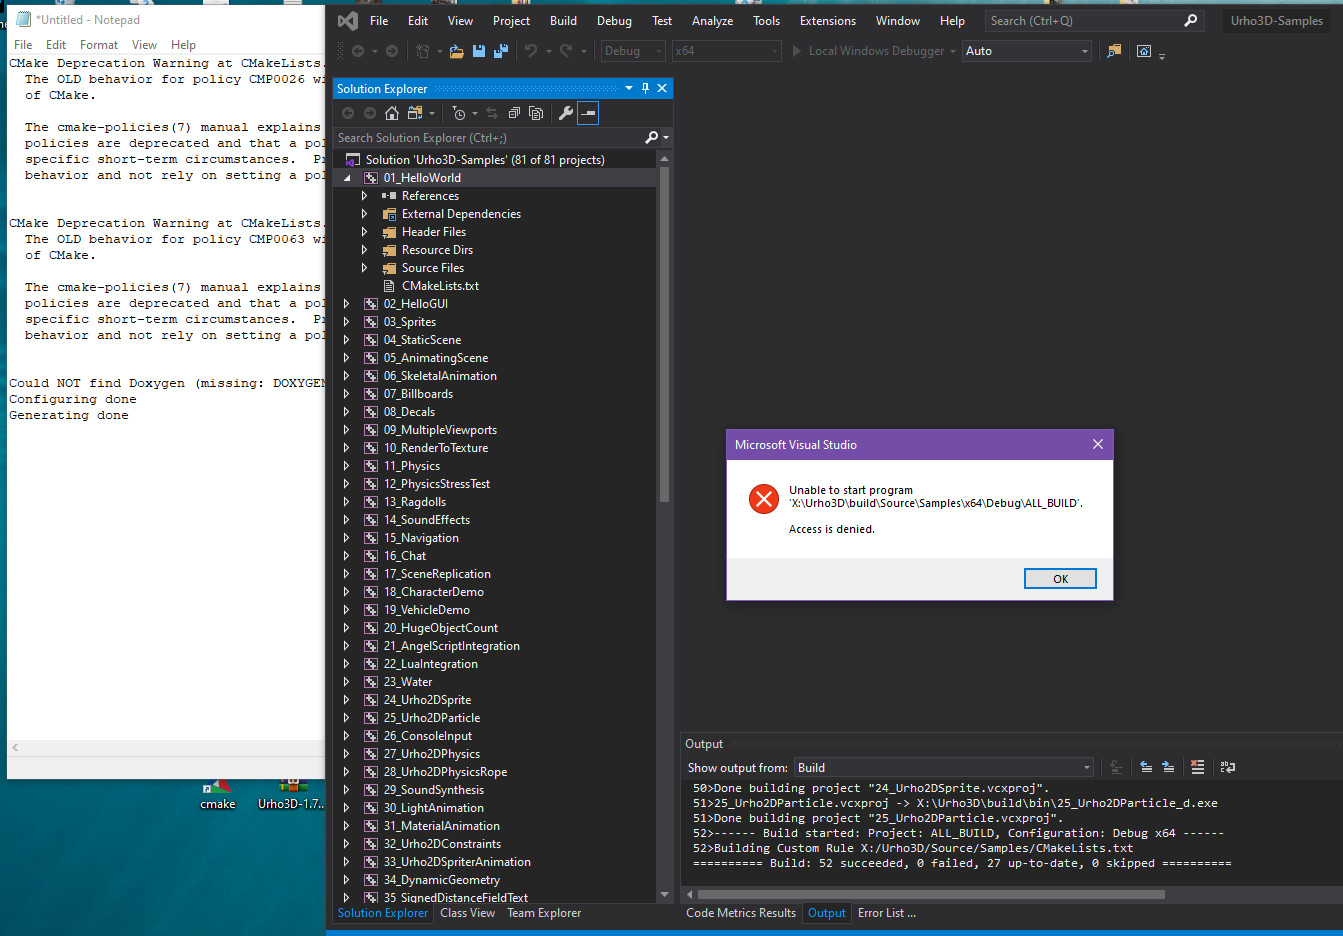 *Untitled - Notepad
File Edit Format View Help
CMake Deprecation Warning at CMakeLists.
The OLD behavior for policy CMP0026 wi
of CMake.
The cmake-policies(7) manual explains
policies are deprecated and that a pol
specific short-term circumstances. Pr
behavior and not rely on setting a pol
CMake Deprecation Warning at CMakeLists.
The OLD behavior for policy CMP0063 wi
of CMake.
The cmake-policies(7) manual explains
policies are deprecated and that a pol
specific short-term circumstances. Pr
behavior and not rely on setting a pol
Could NOT find Doxygen (missing: DOXYGEN
Configuring done
Generating done
cmake
Urho3D-1.7...
File Edit View Project Build Debug Test Analyze Tools Extensions Window Help Search (Ctrl+Q) Urho3D-Samples
Debug x64 Local Windows Debugger Auto
Solution Explorer
Search Solution Explorer (Ctrl+;)
Solution 'Urho3D-Samples' (81 of 81 projects)
01_HelloWorld
References
External Dependencies
Header Files
Resource Dirs
Source Files
CMakeLists.txt
02_HelloGUI
03_Sprites
04_StaticScene
05_AnimatingScene
06_SkeletalAnimation
07_Billboards
08_Decals
09_MultipleViewports
10_RenderToTexture
11_Physics
12_PhysicsStressTest
13_Ragdolls
14_SoundEffects
15_Navigation
16_Chat
17_SceneReplication
18_CharacterDemo
19_VehicleDemo
20_HugeObjectCount
21_AngelScriptIntegration
22_LuaIntegration
23_Water
24_Urho2DSprite
25_Urho2DParticle
26_ConsoleInput
27_Urho2DPhysics
28_Urho2DPhysicsRope
29_SoundSynthesis
30_LightAnimation
31_MaterialAnimation
32_Urho2DConstraints
33_Urho2DSpriterAnimation
34_DynamicGeometry
35_SignedDistanceFieldText
Solution Explorer Class View Team Explorer
Microsoft Visual Studio
Unable to start program
'X:\Urho3D\build\Source\Samples\x64\Debug\ALL_BUILD'.
Access is denied.
OK
Output
Show output from: Build
50>Done building project "24_Urho2DSprite.vcxproj".
51>25_Urho2DParticle.vcxproj -> X:\Urho3D\build\bin\25_Urho2DParticle_d.exe
51>Done building project "25_Urho2DParticle.vcxproj".
52>------ Build started: Project: ALL_BUILD, Configuration: Debug x64 ------
52>Building Custom Rule X:/Urho3D/Source/Samples/CMakeLists.txt
========== Build: 52 succeeded, 0 failed, 27 up-to-date, 0 skipped ==========
Code Metrics Results Output Error List ...